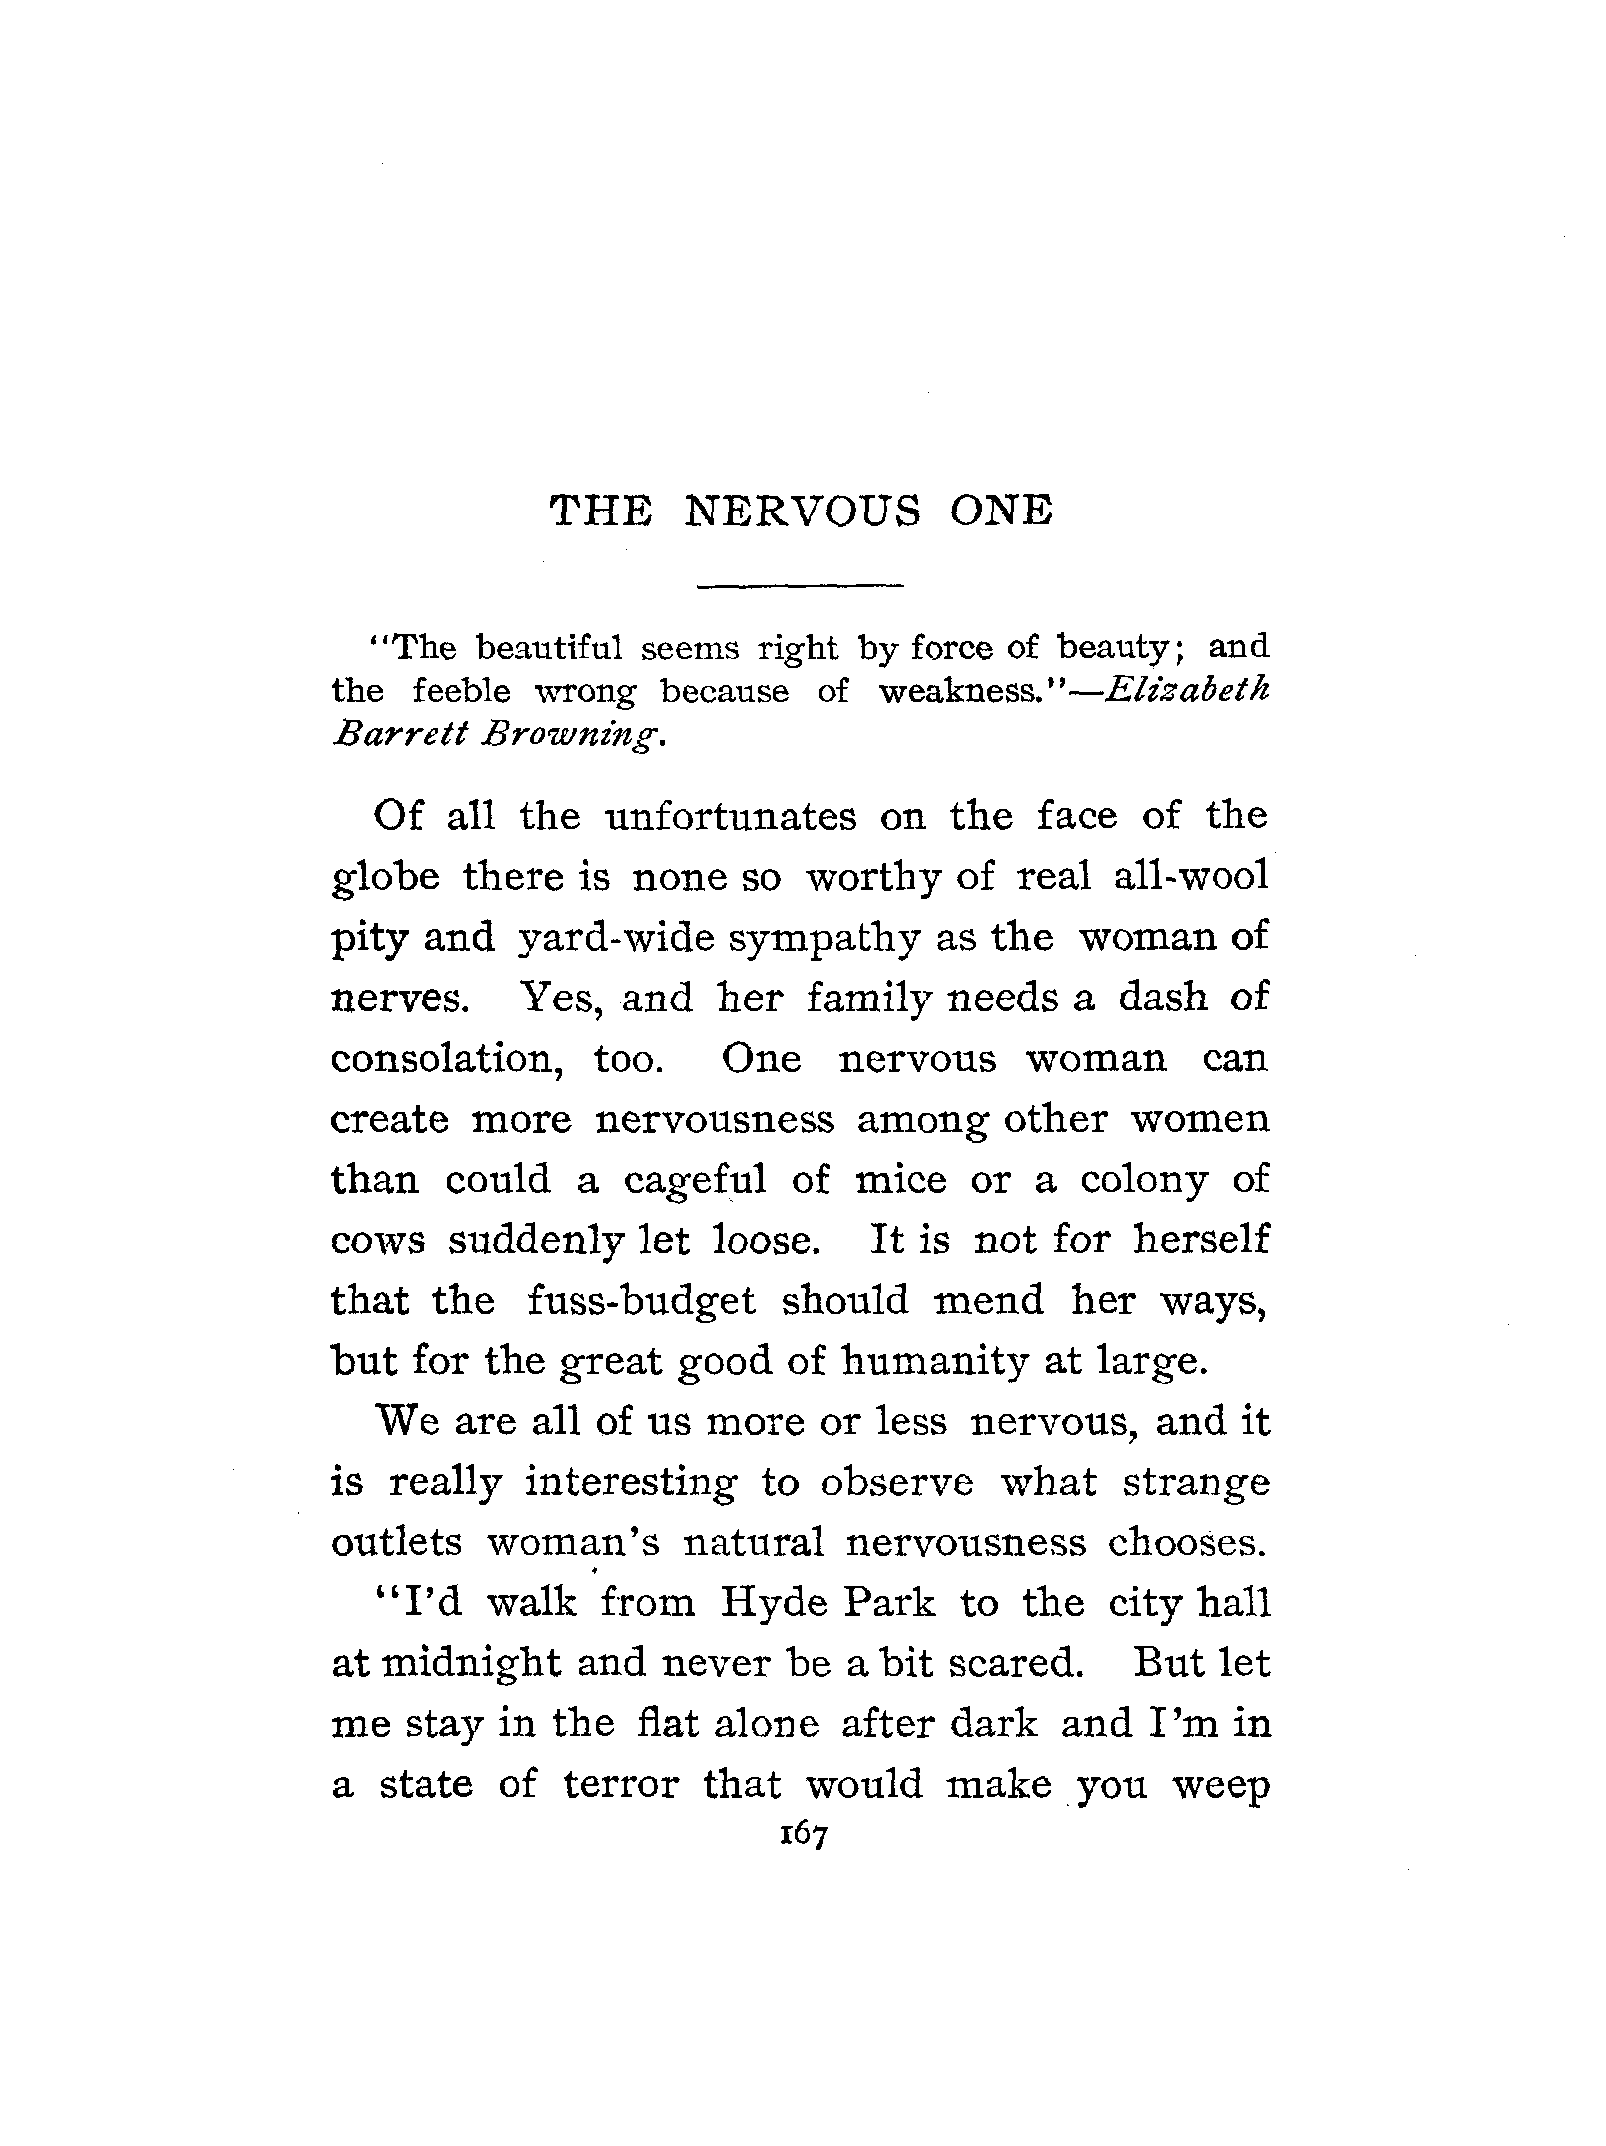 THE NERVOUS ONE
"The beautiful seems right by force of beauty; and
the feeble wrong because of weakness."—Elizabeth
Barrett Browning.
Of all the unfortunates on the face of the
globe there is none so worthy of real all-wool
pity and yard-wide sympathy as the woman of
nerves. Yes, and her family needs a dash of
consolation, too. One nervous woman can
create more nervousness among other women
than could a cageful of mice or a colony of
cows suddenly let loose. It is not for herself
that the fuss-budget should mend her ways,
but for the great good of humanity at large.
We are all of us more or less nervous, and it
is really interesting to observe what strange
outlets woman's natural nervousness chooses.
"I'd walk from Hyde Park to the city hall
at midnight and never be a bit scared. But let
me stay in the flat alone after dark and I'm in
a state of terror that would make you weep
167